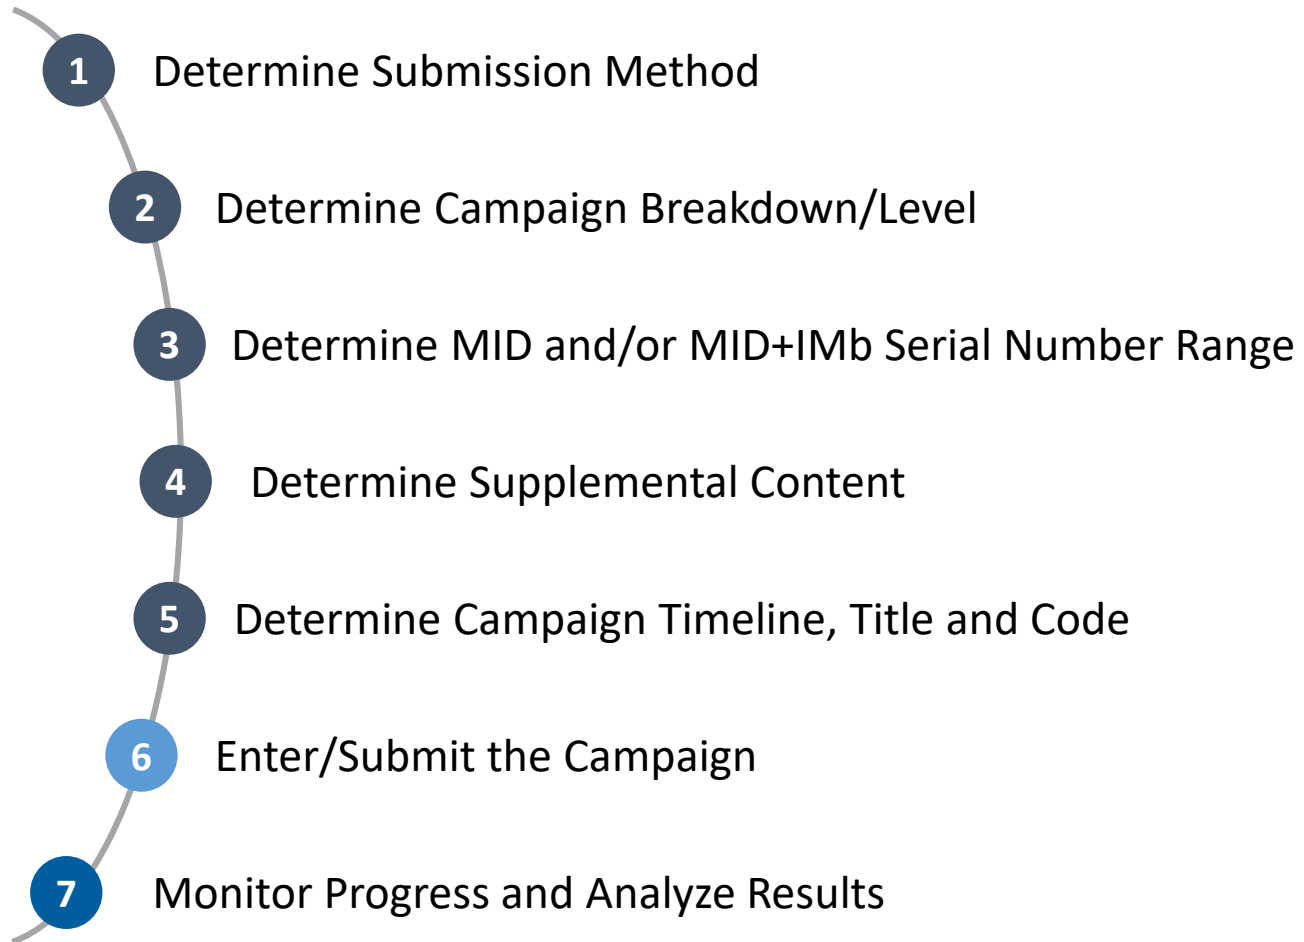 1 Determine Submission Method
2 Determine Campaign Breakdown/Level
3 Determine MID and/or MID+IMb Serial Number Range
4 Determine Supplemental Content
5 Determine Campaign Timeline, Title and Code
6 Enter/Submit the Campaign
7 Monitor Progress and Analyze Results